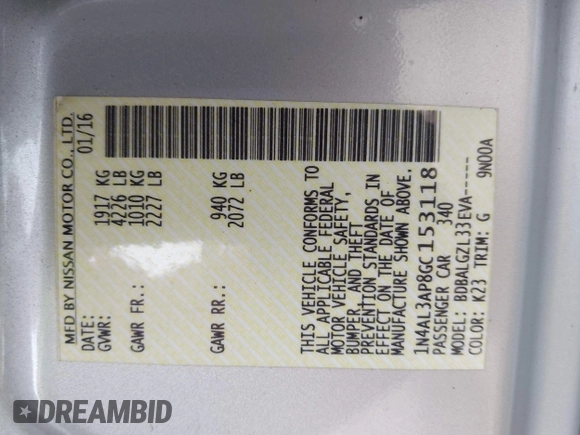 MFD BY NISSAN MOTOR CO., LTD.
DATE: 01/16
GVWR: 1917 KG
4226 LB
GAWR FR.: 1010 KG
2227 LB
GAWR RR.: 940 KG
2072 LB
THIS VEHICLE CONFORMS TO
ALL APPLICABLE FEDERAL
MOTOR VEHICLE SAFETY,
BUMPER, AND THEFT
PREVENTION STANDARDS IN
EFFECT ON THE DATE OF
MANUFACTURE SHOWN ABOVE.
1N4AL3AP8GC153118
PASSENGER CAR 340
MODEL: BDBALGZL33EVA-----
COLOR: K23 TRIM: G 9N00A
DREAMBID